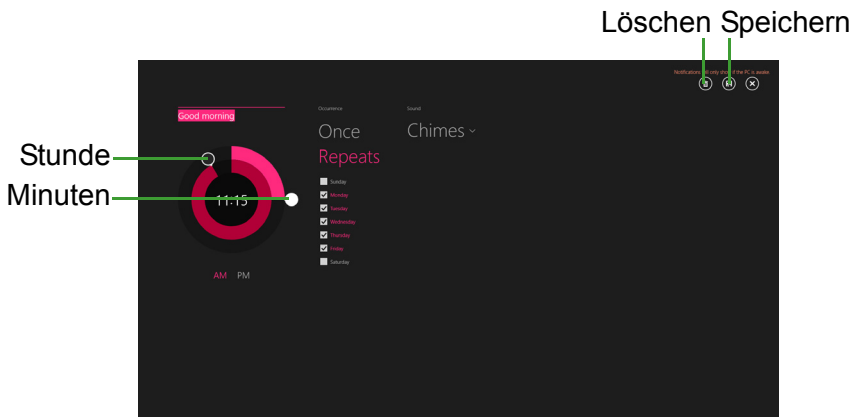 Löschen Speichern
Notifications will only show if the PC is awake.
Good morning
Occurrence
Sound
Once
Chimes
Repeats
Stunde
Minuten
11:15
Sunday
Monday
Tuesday
Wednesday
Thursday
Friday
Saturday
AM PM